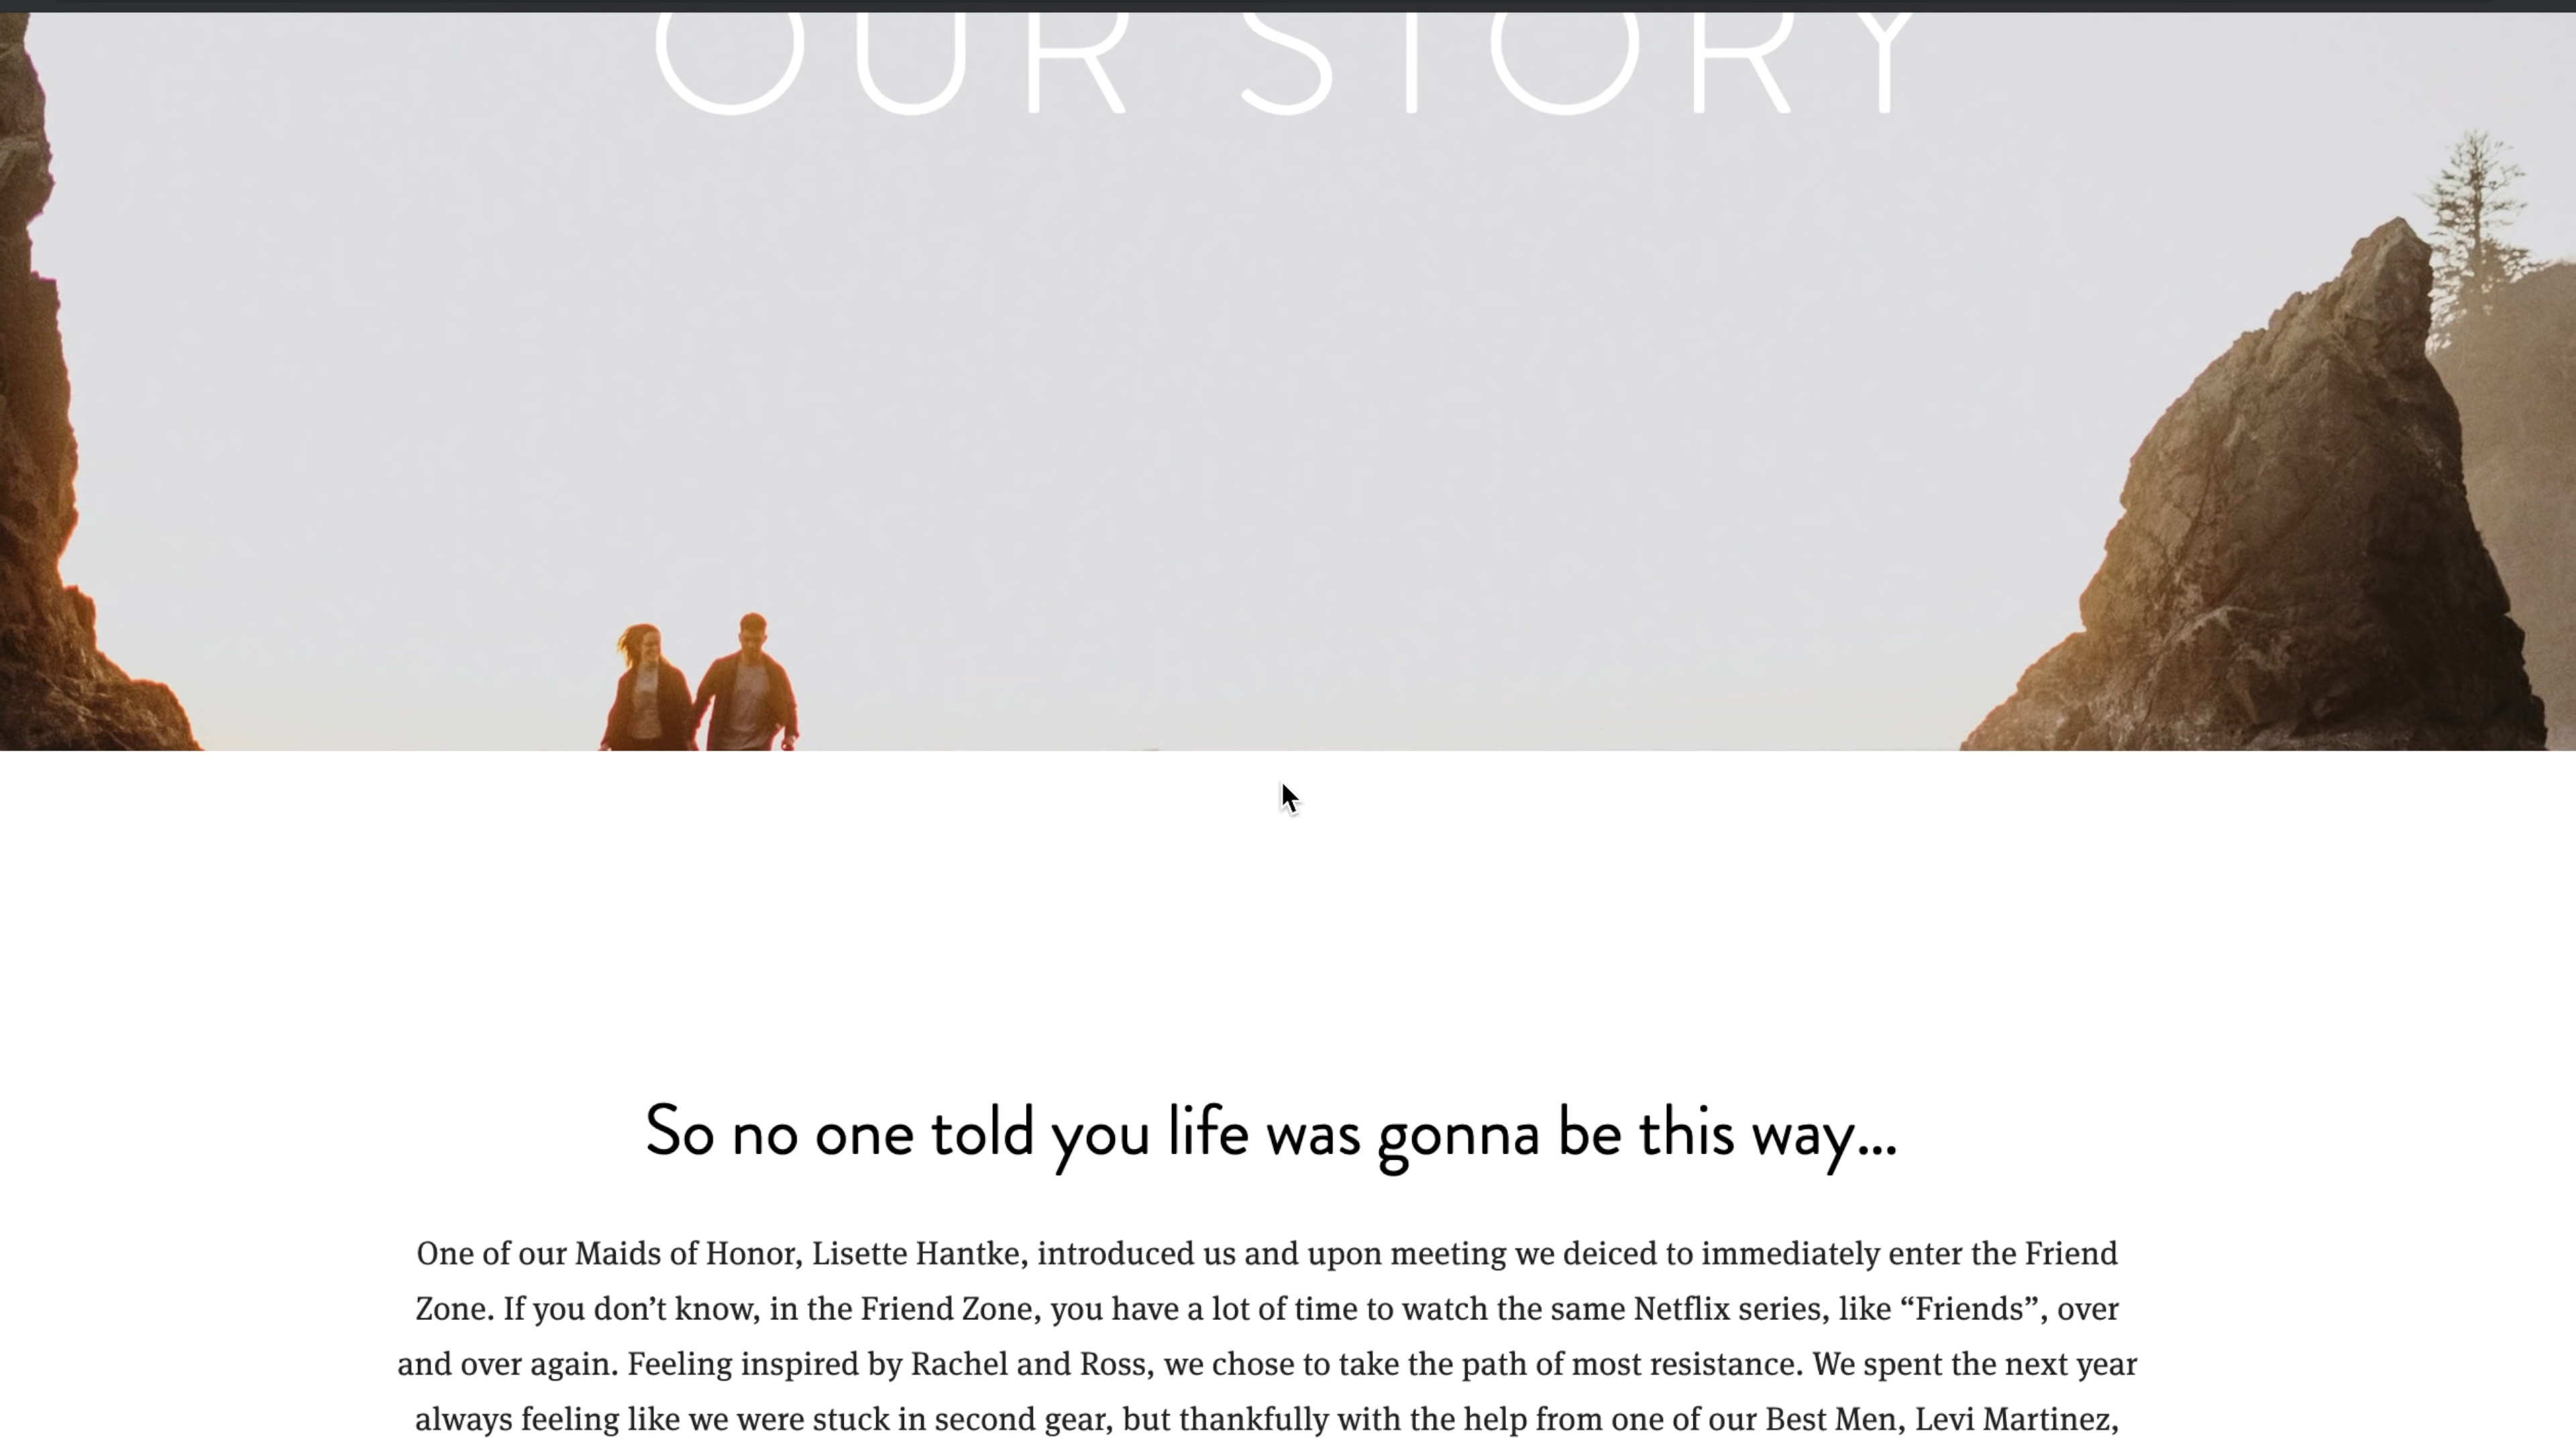 OUR STORY
So no one told you life was gonna be this way...
One of our Maids of Honor, Lisette Hantke, introduced us and upon meeting we deiced to immediately enter the Friend
Zone. If you don’t know, in the Friend Zone, you have a lot of time to watch the same Netflix series, like “Friends”, over
and over again. Feeling inspired by Rachel and Ross, we chose to take the path of most resistance. We spent the next year
always feeling like we were stuck in second gear, but thankfully with the help from one of our Best Men, Levi Martinez,